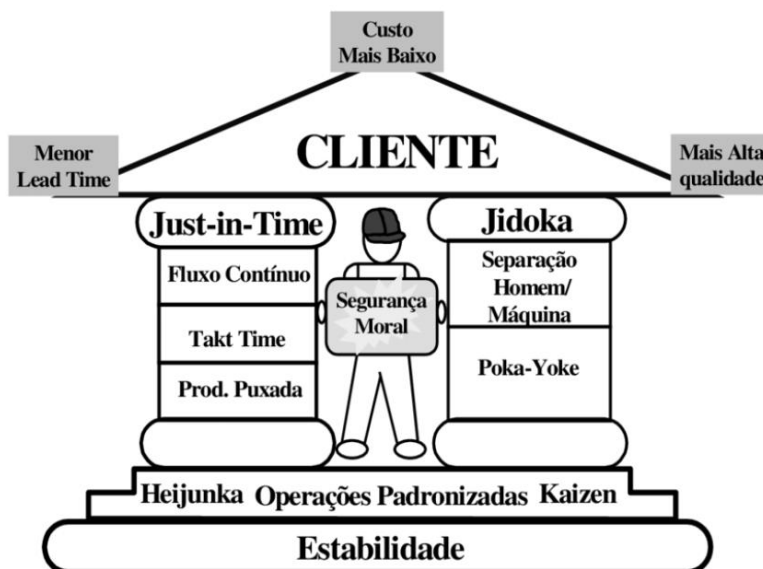 Custo
Mais Baixo
CLIENTE
Menor
Lead Time
Mais Alta
qualidade
Just-in-Time
Fluxo Contínuo
Takt Time
Prod. Puxada
Segurança
Moral
Jidoka
Separação
Homem/
Máquina
Poka-Yoke
Heijunka Operações Padronizadas Kaizen
Estabilidade